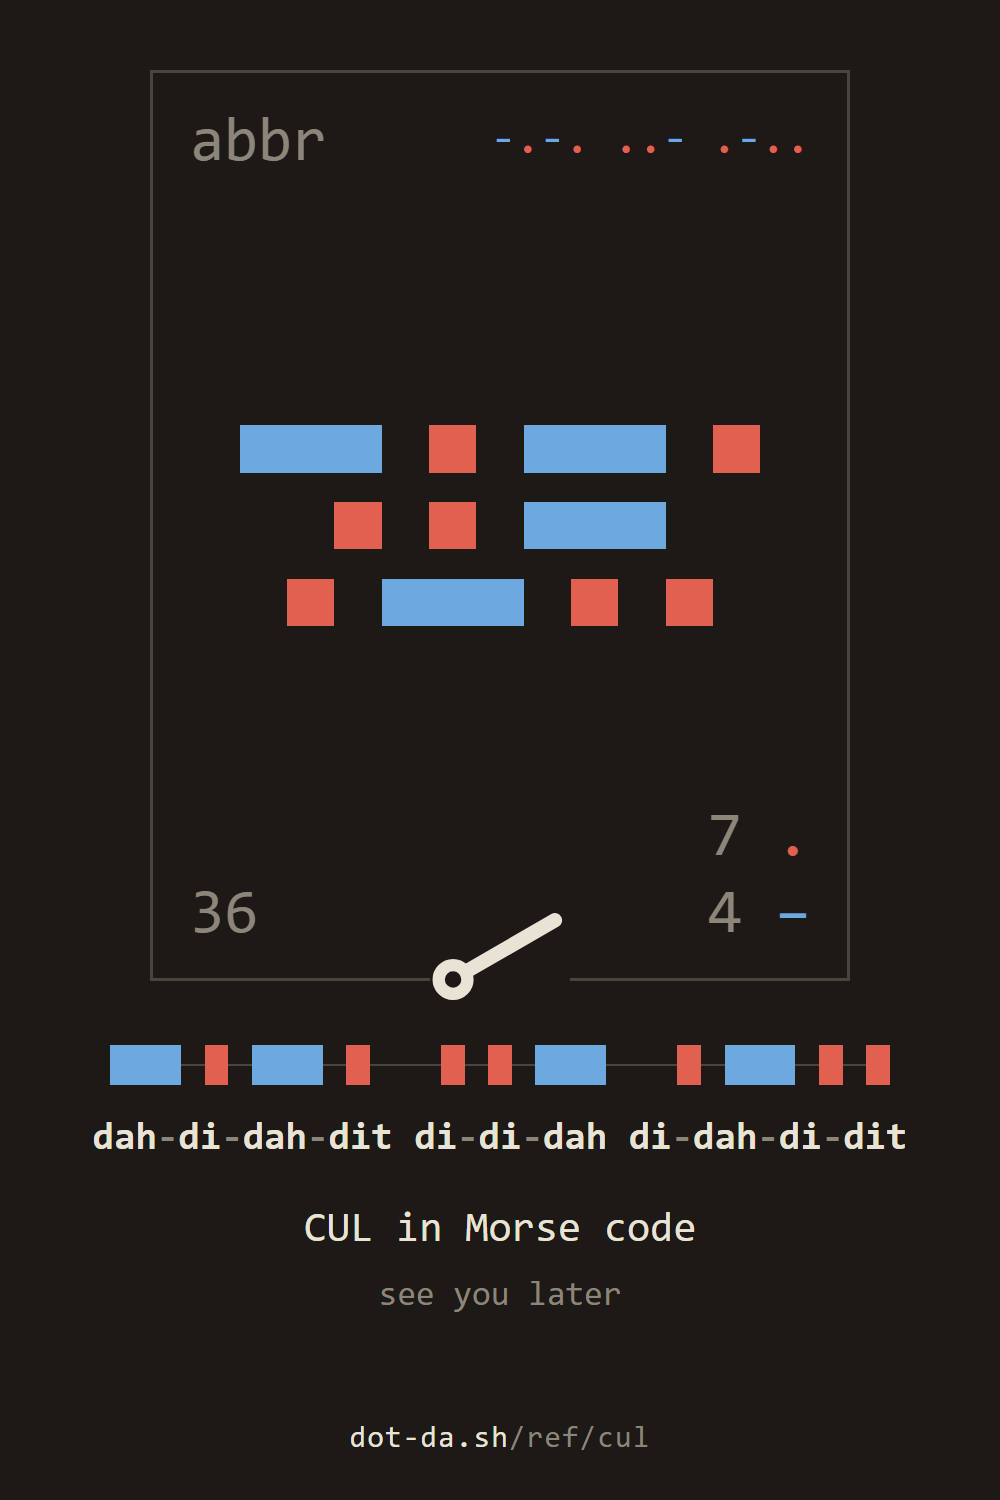 abbr -.-. ..- .-..
7 .
36 4 -
dah-di-dah-dit di-di-dah di-dah-di-dit
CUL in Morse code
see you later
dot-da.sh/ref/cul